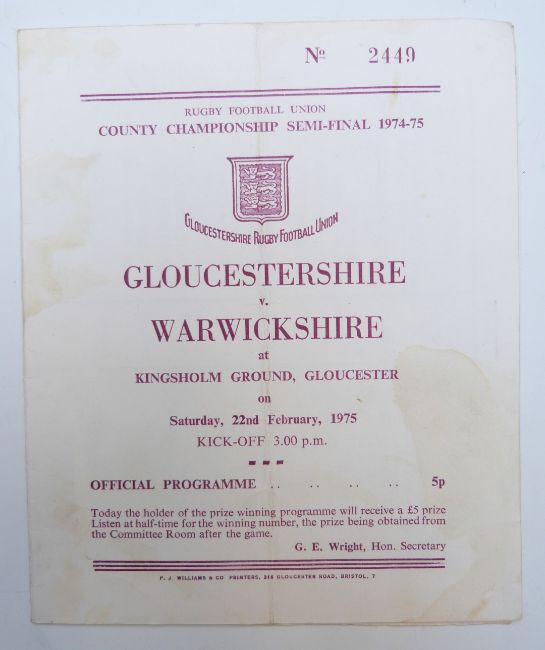 Nº 2449
RUGBY FOOTBALL UNION
COUNTY CHAMPIONSHIP SEMI-FINAL 1974-75
GLOUCESTERSHIRE RUGBY FOOTBALL UNION
GLOUCESTERSHIRE
v.
WARWICKSHIRE
at
KINGSHOLM GROUND, GLOUCESTER
on
Saturday, 22nd February, 1975
KICK-OFF 3.00 p.m.
OFFICIAL PROGRAMME .. .. .. .. 5p
Today the holder of the prize winning programme will receive a £5 prize
Listen at half-time for the winning number, the prize being obtained from
the Committee Room after the game.
G. E. Wright, Hon. Secretary
F. J. WILLIAMS & CO PRINTERS, 258 GLOUCESTER ROAD, BRISTOL, 7